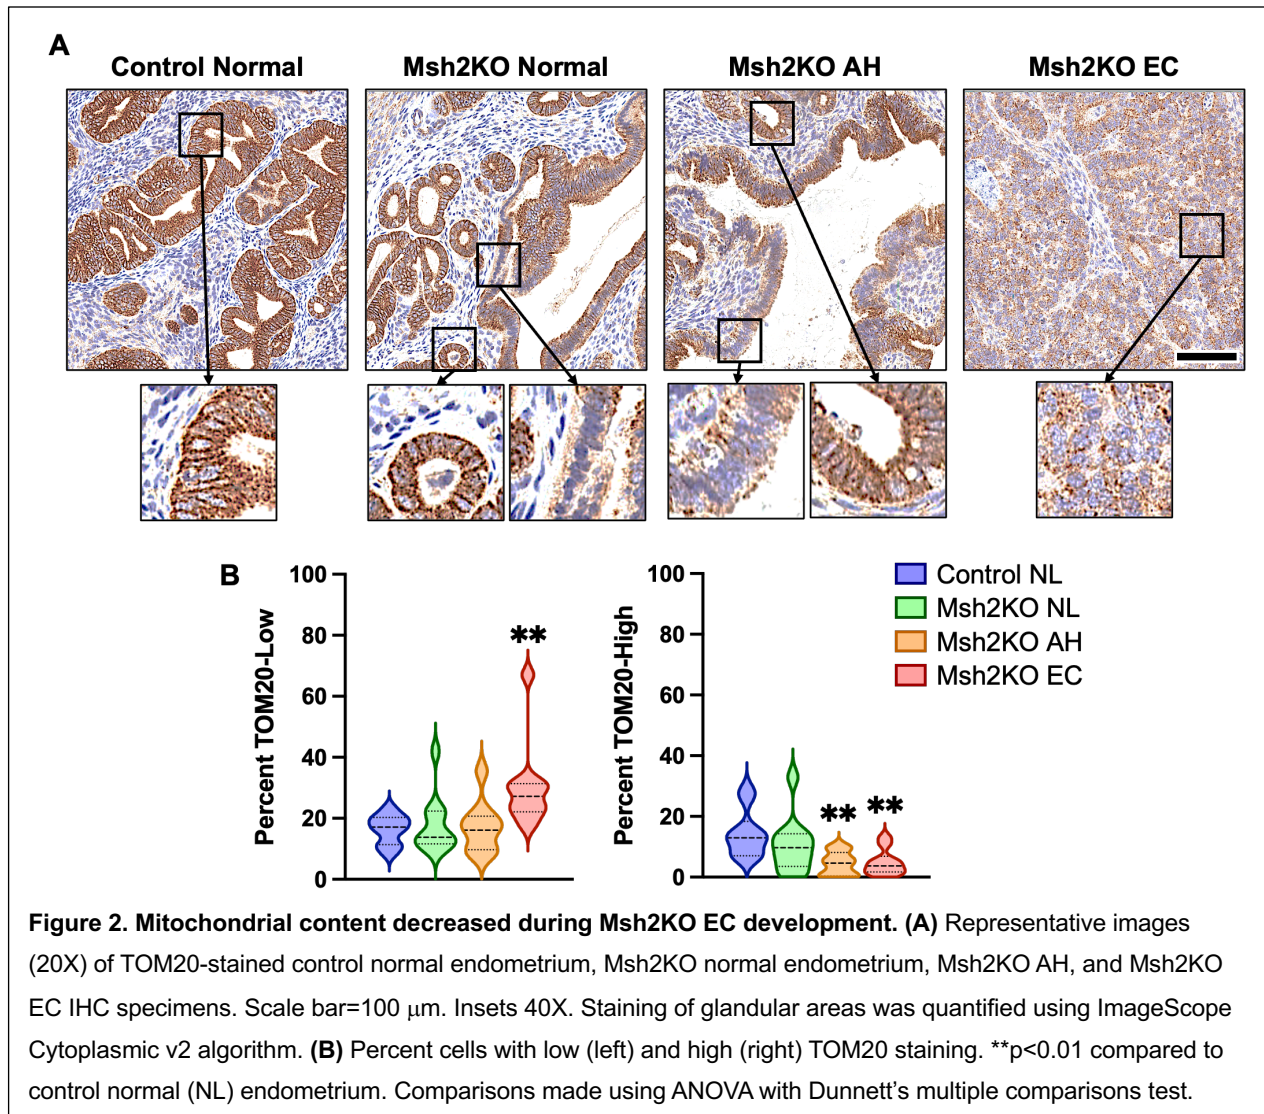 A
Control Normal
Msh2KO Normal
Msh2KO AH
Msh2KO EC
B
Percent TOM20-Low
100
80
60
40
20
0
**
Percent TOM20-High
100
80
60
40
20
0
**
**
Control NL
Msh2KO NL
Msh2KO AH
Msh2KO EC
Figure 2. Mitochondrial content decreased during Msh2KO EC development. (A) Representative images
(20X) of TOM20-stained control normal endometrium, Msh2KO normal endometrium, Msh2KO AH, and Msh2KO
EC IHC specimens. Scale bar=100 μm. Insets 40X. Staining of glandular areas was quantified using ImageScope
Cytoplasmic v2 algorithm. (B) Percent cells with low (left) and high (right) TOM20 staining. **p<0.01 compared to
control normal (NL) endometrium. Comparisons made using ANOVA with Dunnett's multiple comparisons test.